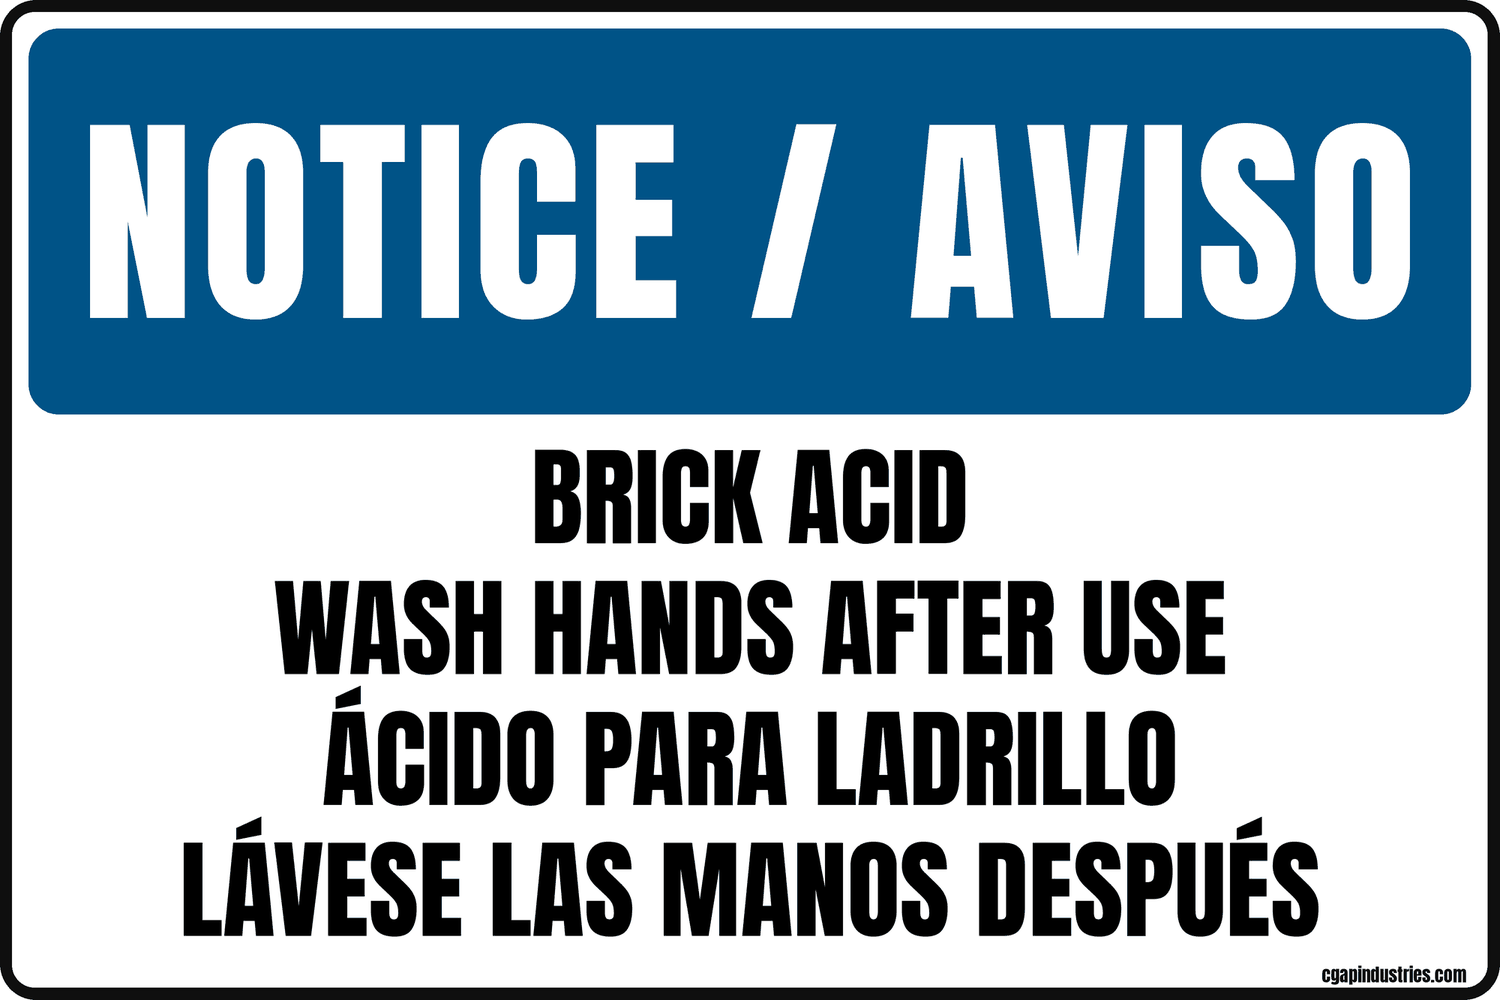 NOTICE / AVISO
BRICK ACID
WASH HANDS AFTER USE
ÁCIDO PARA LADRILLO
LÁVESE LAS MANOS DESPUÉS
cgapindustries.com